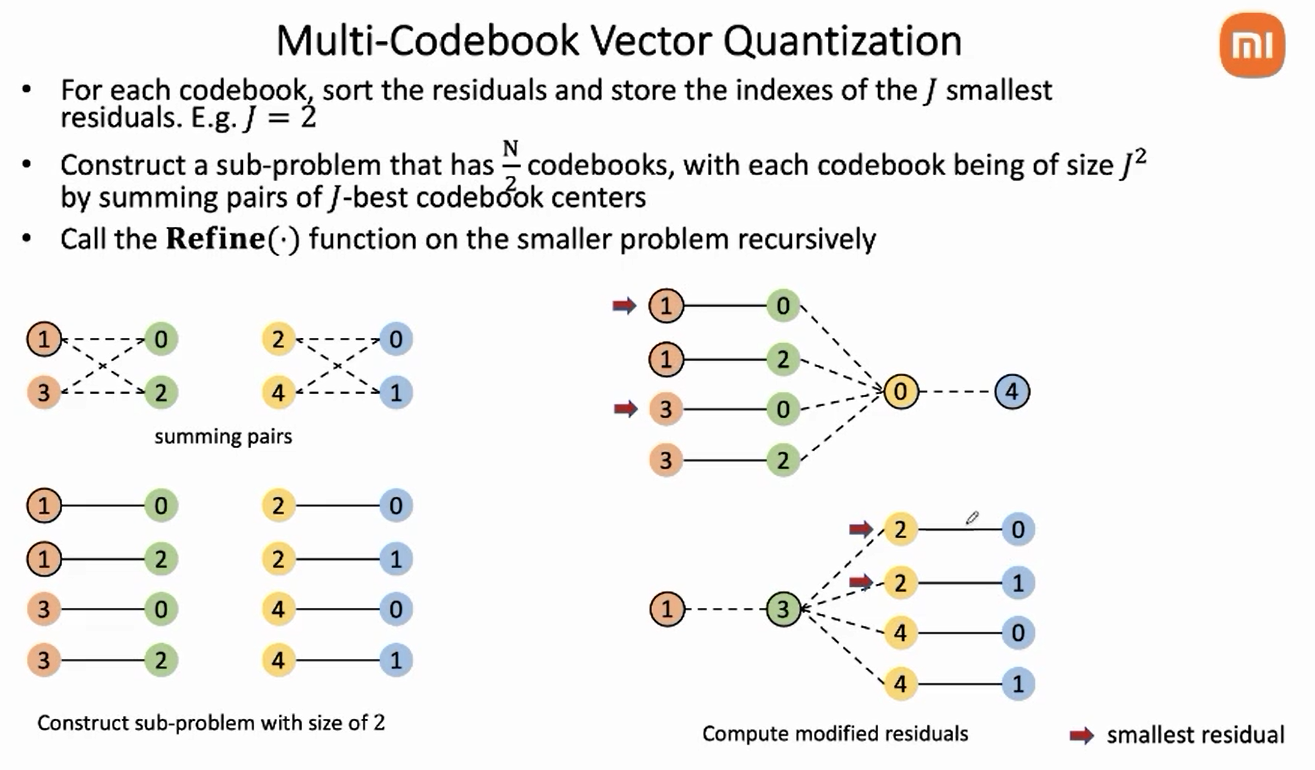 Multi-Codebook Vector Quantization
mi
• For each codebook, sort the residuals and store the indexes of the J smallest
residuals. E.g. J = 2
• Construct a sub-problem that has N/2 codebooks, with each codebook being of size J²
by summing pairs of J-best codebook centers
• Call the Refine(·) function on the smaller problem recursively
1 0 2 0
3 2 4 1
summing pairs
1 0 2 0
1 2 2 1
3 0 4 0
3 2 4 1
Construct sub-problem with size of 2
1 0
1 2
0 4
3 0
3 2
2 0
2 1
1 3
4 0
4 1
Compute modified residuals
smallest residual